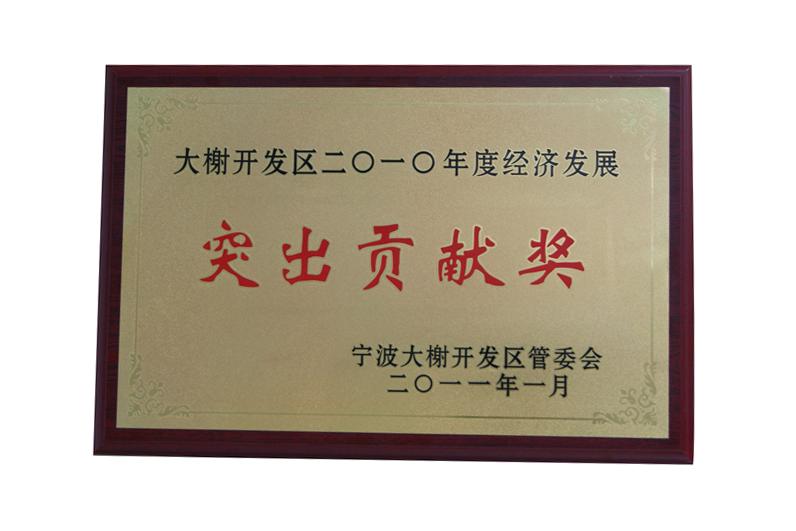 大榭开发区二〇一〇年度经济发展
突出贡献奖
宁波大榭开发区管委会
二〇一一年一月